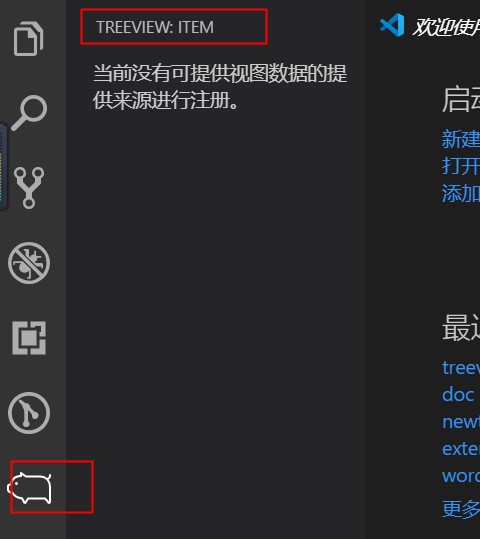 TREEVIEW: ITEM
当前没有可提供视图数据的提
供来源进行注册。
欢迎使用
启动
新建
打开
添加
最近
treev
doc
newt
exter
word
更多